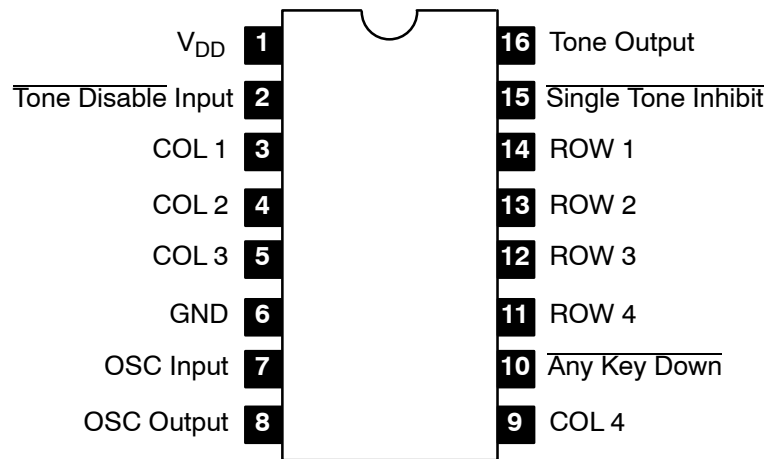 V_DD 1 16 Tone Output
Tone Disable Input 2 15 Single Tone Inhibit
COL 1 3 14 ROW 1
COL 2 4 13 ROW 2
COL 3 5 12 ROW 3
GND 6 11 ROW 4
OSC Input 7 10 Any Key Down
OSC Output 8 9 COL 4